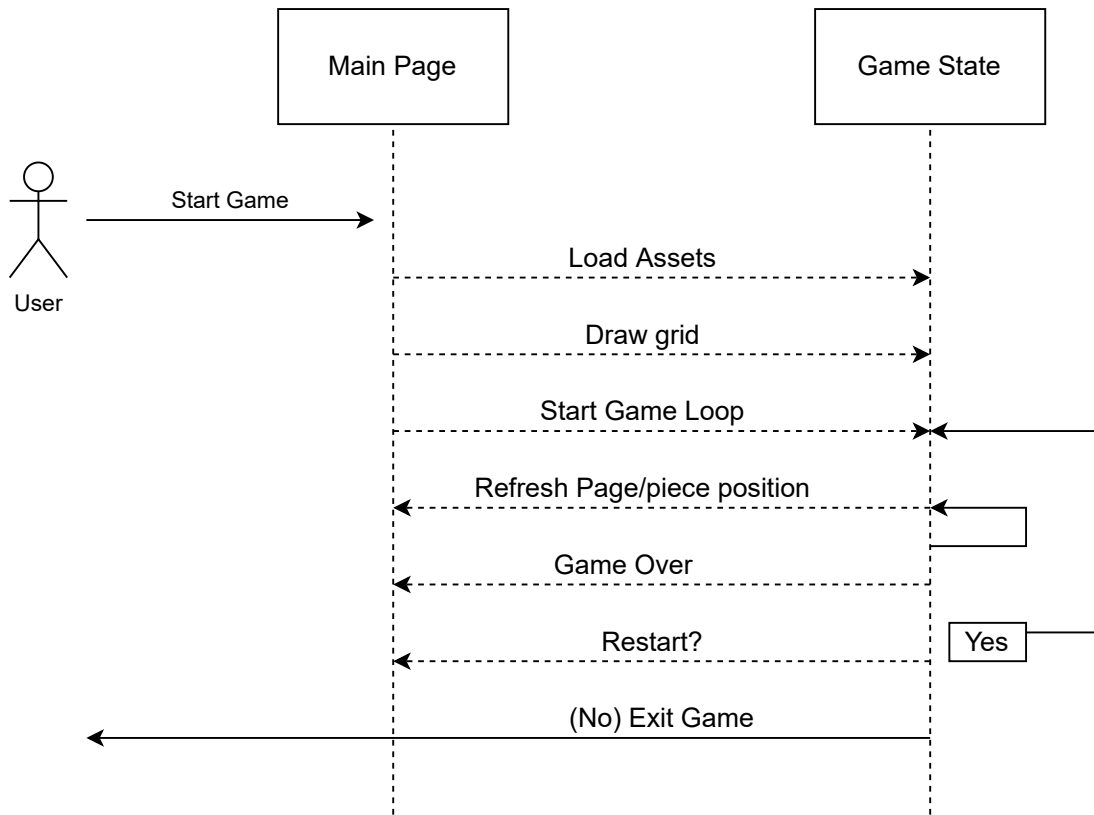 Main Page
Game State
Start Game
User
Load Assets
Draw grid
Start Game Loop
Refresh Page/piece position
Game Over
Restart?
Yes
(No) Exit Game